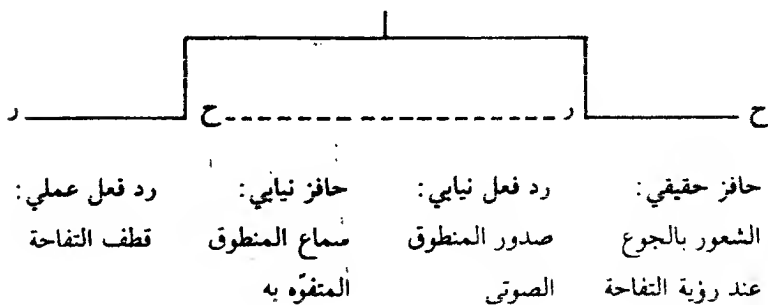 ح ر ح ر
حافز حقيقي: رد فعل نيابي: حافز نيابي: رد فعل عملي:
الشعور بالجوع صدور المنطوق سماع المنطوق قطف التفاحة
عند رؤية التفاحة الصوتي المتفوّه به